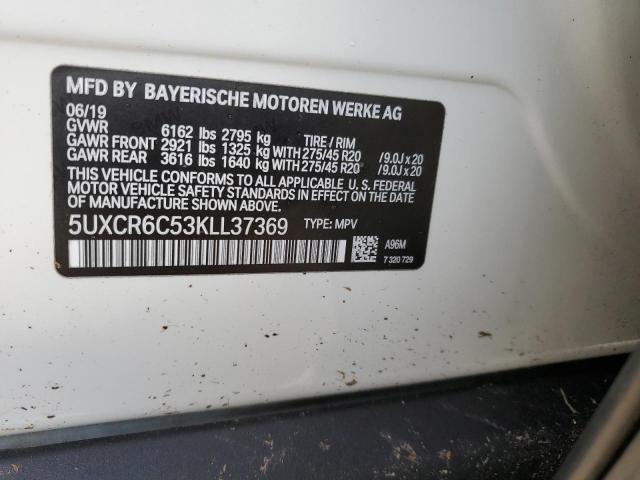 MFD BY BAYERISCHE MOTOREN WERKE AG
06/19
GVWR 6162 lbs 2795 kg TIRE / RIM
GAWR FRONT 2921 lbs 1325 kg WITH 275/45 R20 / 9.0J x 20
GAWR REAR 3616 lbs 1640 kg WITH 275/45 R20 / 9.0J x 20
THIS VEHICLE CONFORMS TO ALL APPLICABLE U. S. FEDERAL
MOTOR VEHICLE SAFETY STANDARDS IN EFFECT ON THE DATE
OF MANUFACTURE SHOWN ABOVE.
5UXCR6C53KLL37369 TYPE: MPV
A96M
7 320 729